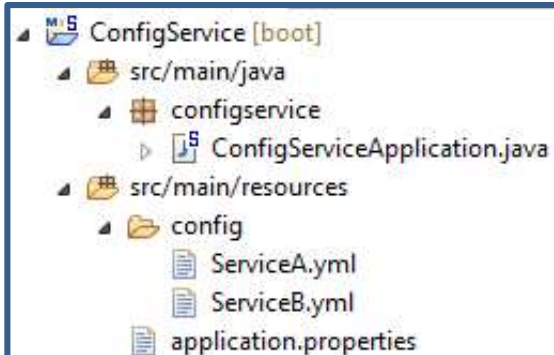 ConfigService [boot]
src/main/java
configservice
ConfigServiceApplication.java
src/main/resources
config
ServiceA.yml
ServiceB.yml
application.properties